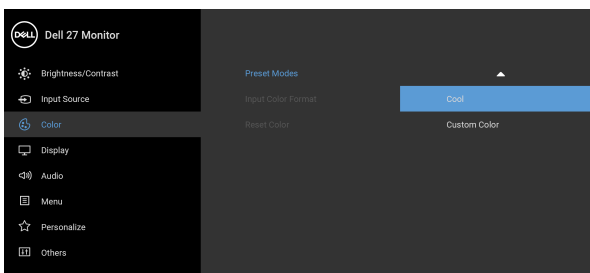 DELL Dell 27 Monitor
Brightness/Contrast
Input Source
Color
Display
Audio
Menu
Personalize
Others
Preset Modes
Input Color Format
Reset Color
Cool
Custom Color